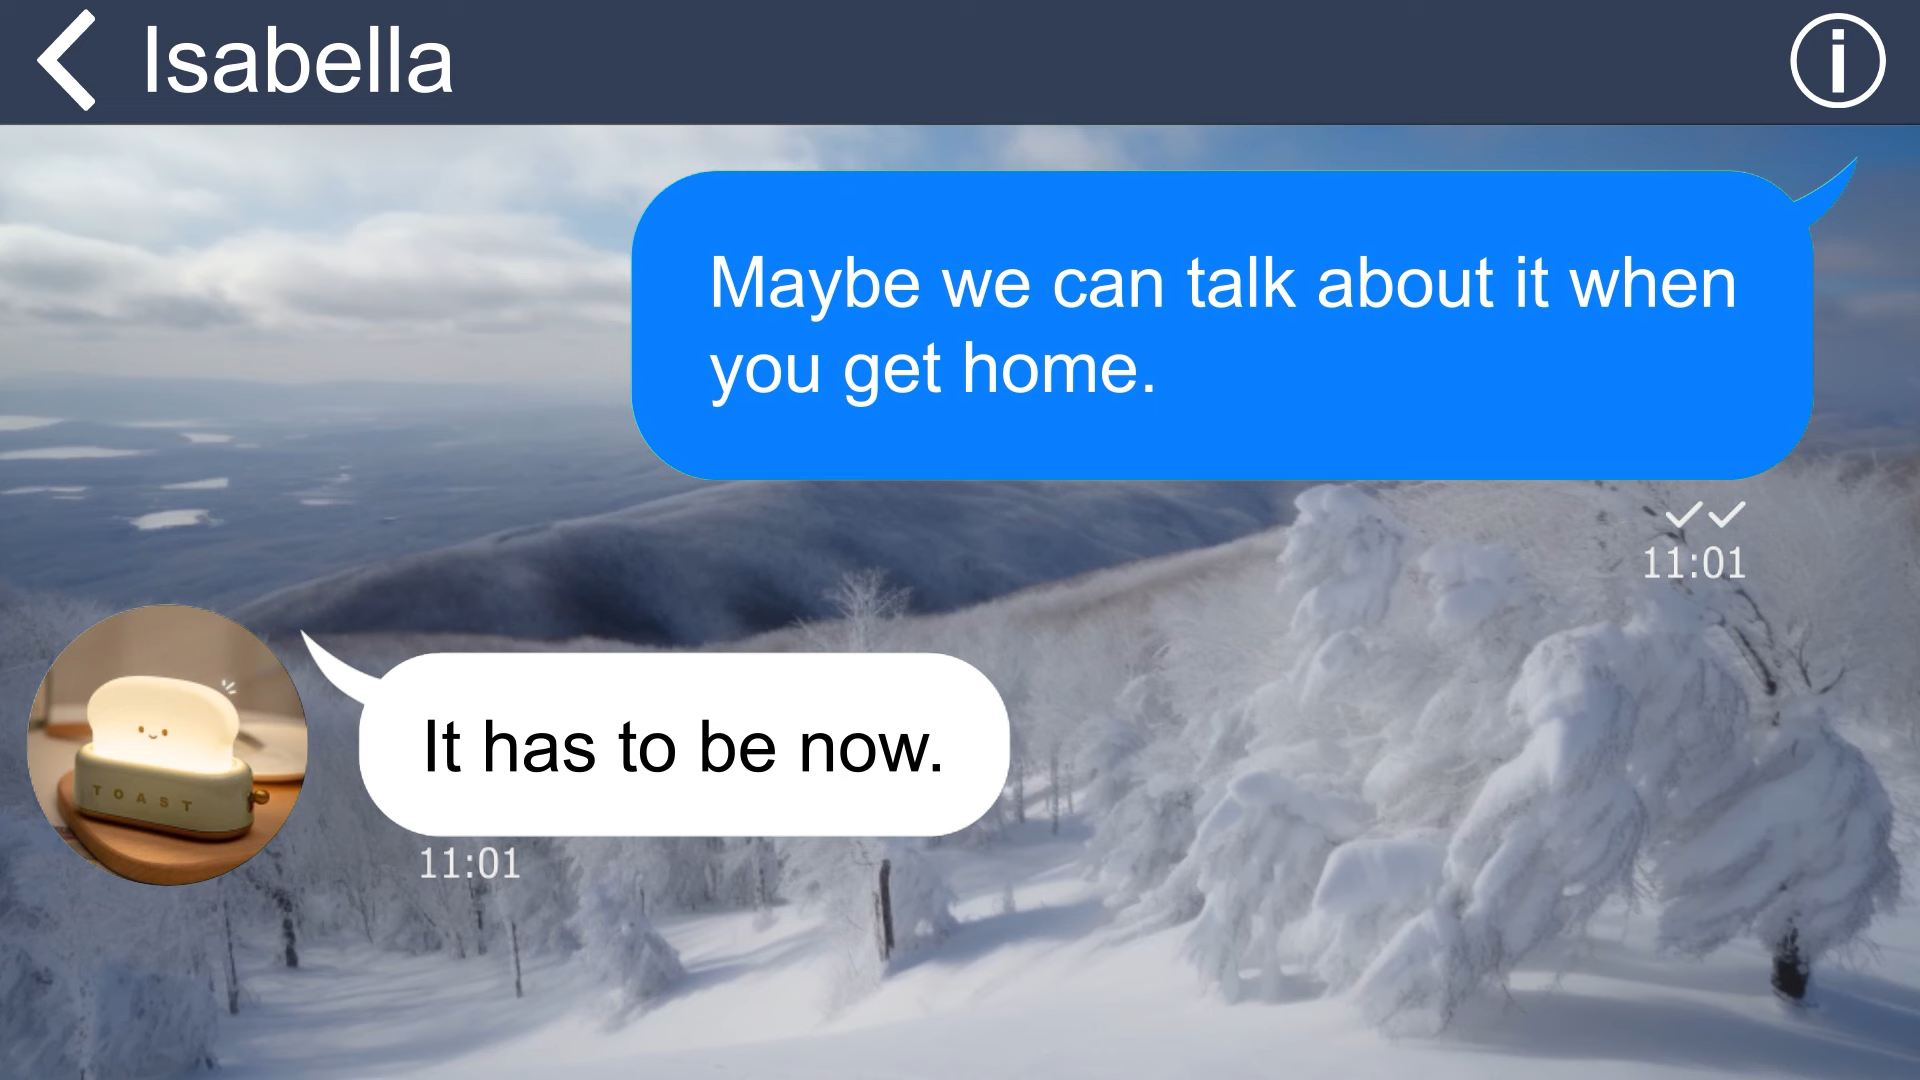 Isabella
Maybe we can talk about it when
you get home.
11:01
It has to be now.
TOAST
11:01